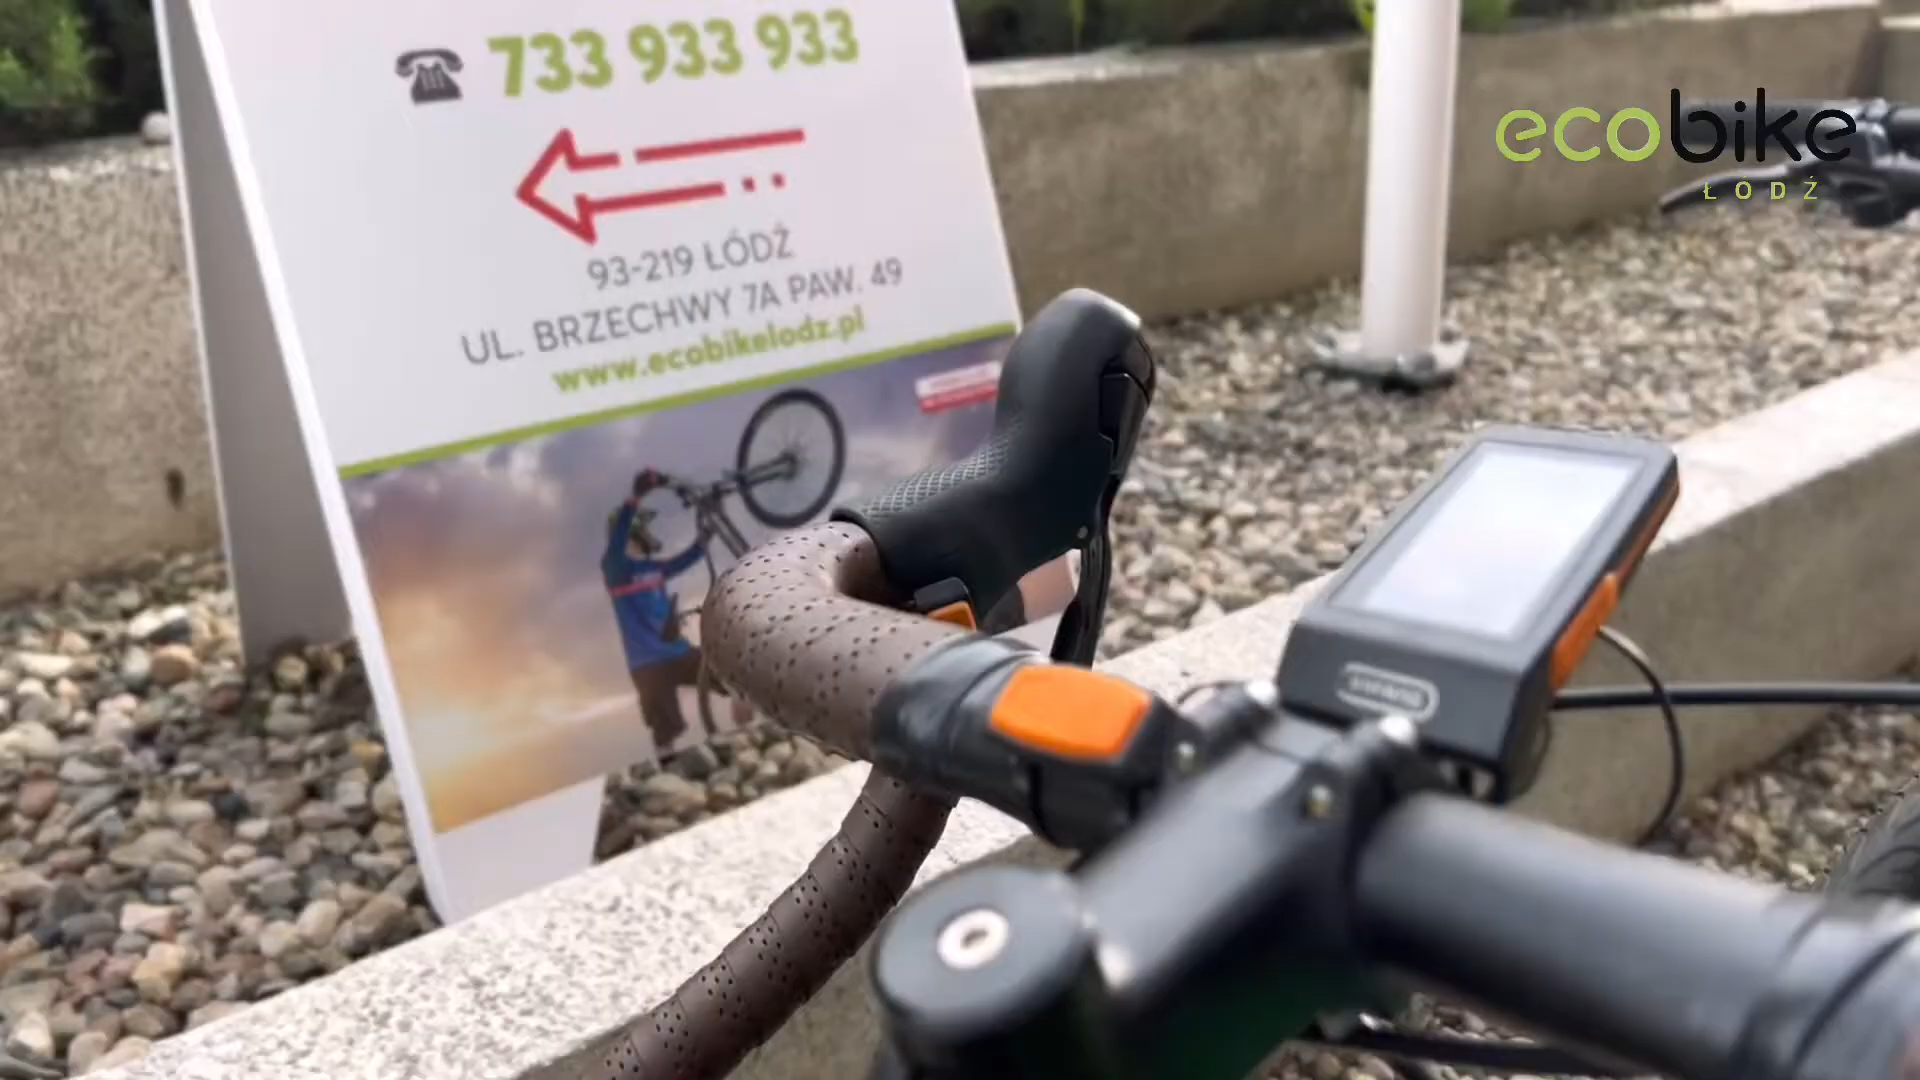 733 933 933
93-219 ŁÓDŹ
UL. BRZECHWY 7A PAW. 49
www.ecobikelodz.pl
ecobike
ŁÓDŹ